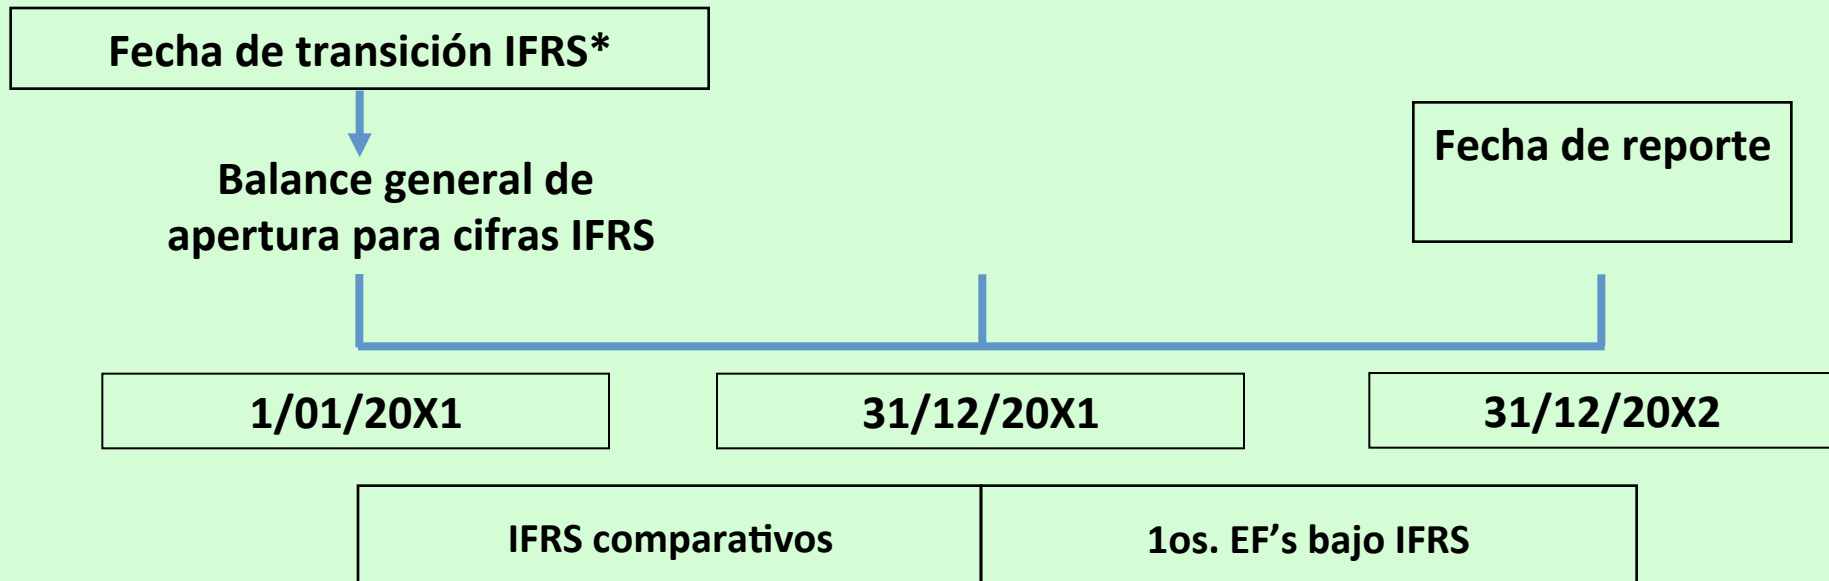 Fecha de transición IFRS*
Fecha de reporte
Balance general de
apertura para cifras IFRS
1/01/20X1
31/12/20X1
31/12/20X2
IFRS comparativos
1os. EF’s bajo IFRS